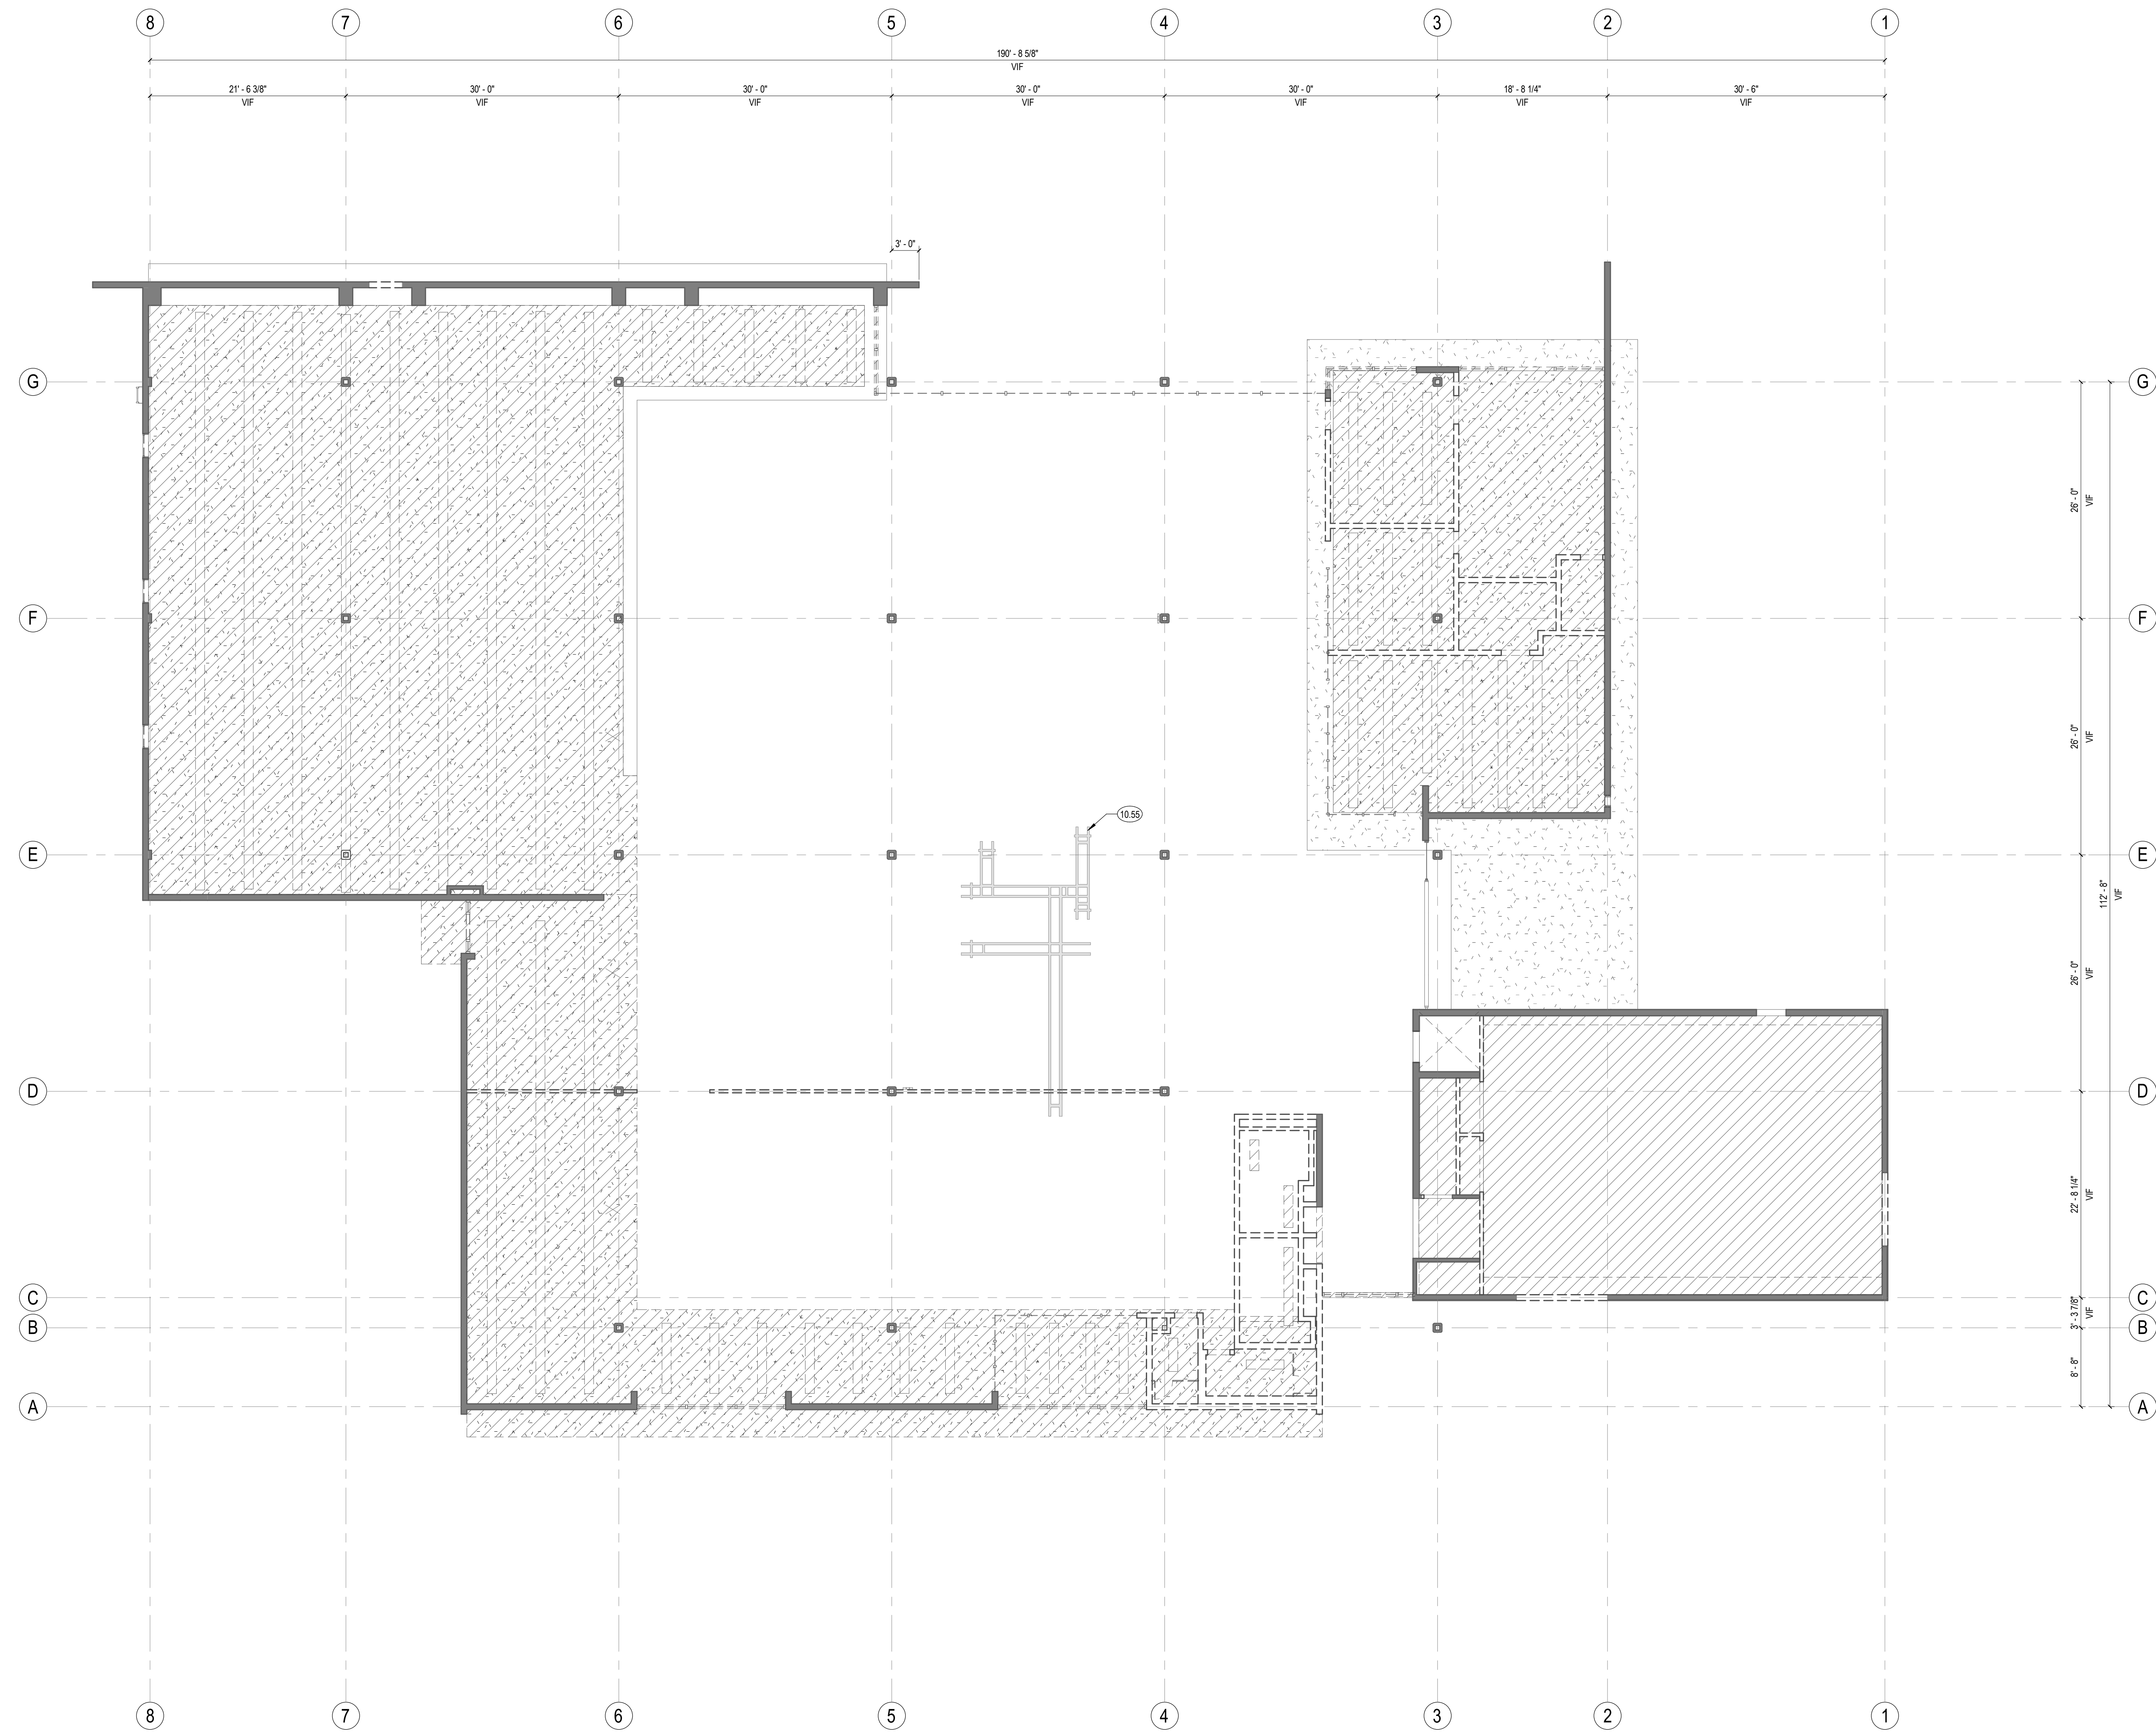 8 7 6 5 4 3 2 1
190' - 8 5/8"
VIF
21' - 6 3/8" 30' - 0" 30' - 0" 30' - 0" 30' - 0" 18' - 8 1/4" 30' - 6"
VIF VIF VIF VIF VIF VIF VIF
3' - 0"
G G
26' - 0"
VIF
F F
26' - 0"
VIF
10.55
E E
112' - 8"
VIF
26' - 0"
VIF
D D
22' - 8 1/4"
VIF
C C
3' - 3 7/8"
VIF
B B
8' - 8"
A A
8 7 6 5 4 3 2 1